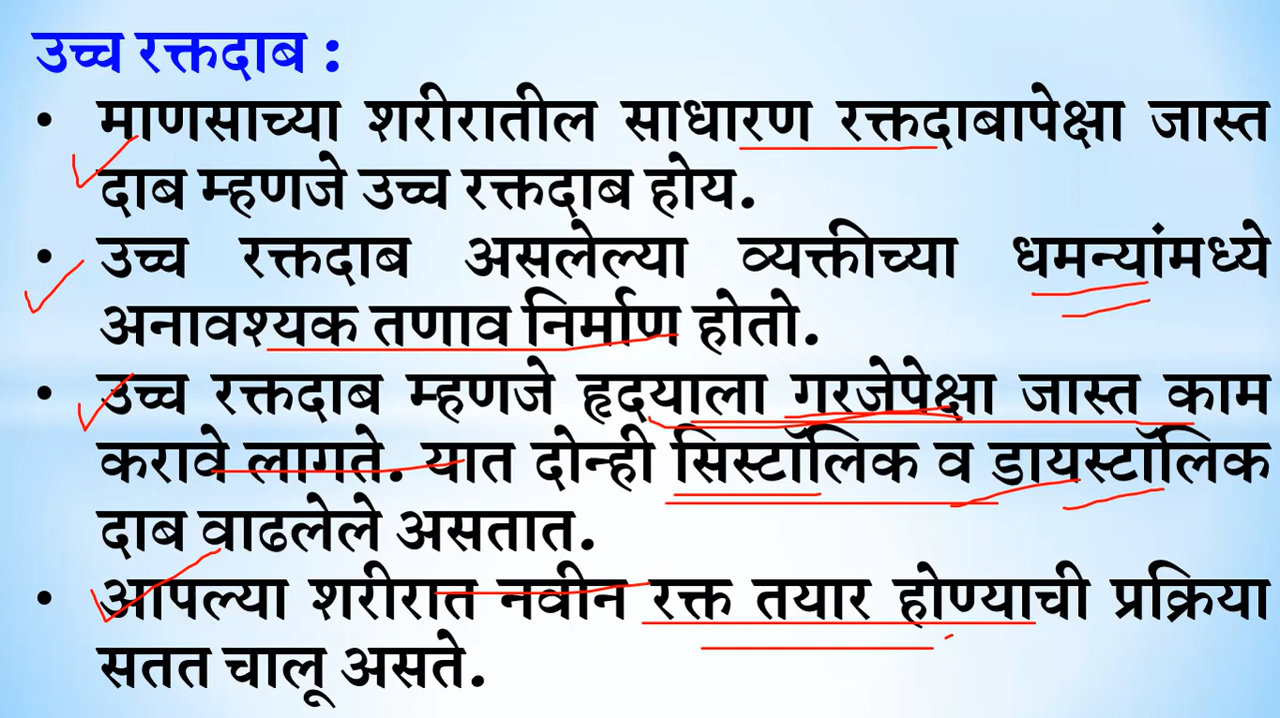 उच्च रक्तदाब :
• माणसाच्या शरीरातील साधारण रक्तदाबापेक्षा जास्त
दाब म्हणजे उच्च रक्तदाब होय.
• उच्च रक्तदाब असलेल्या व्यक्तीच्या धमन्यांमध्ये
अनावश्यक तणाव निर्माण होतो.
• उच्च रक्तदाब म्हणजे हृदयाला गरजेपेक्षा जास्त काम
करावे लागते. यात दोन्ही सिस्टॉलिक व डायस्टॉलिक
दाब वाढलेले असतात.
• आपल्या शरीरात नवीन रक्त तयार होण्याची प्रक्रिया
सतत चालू असते.